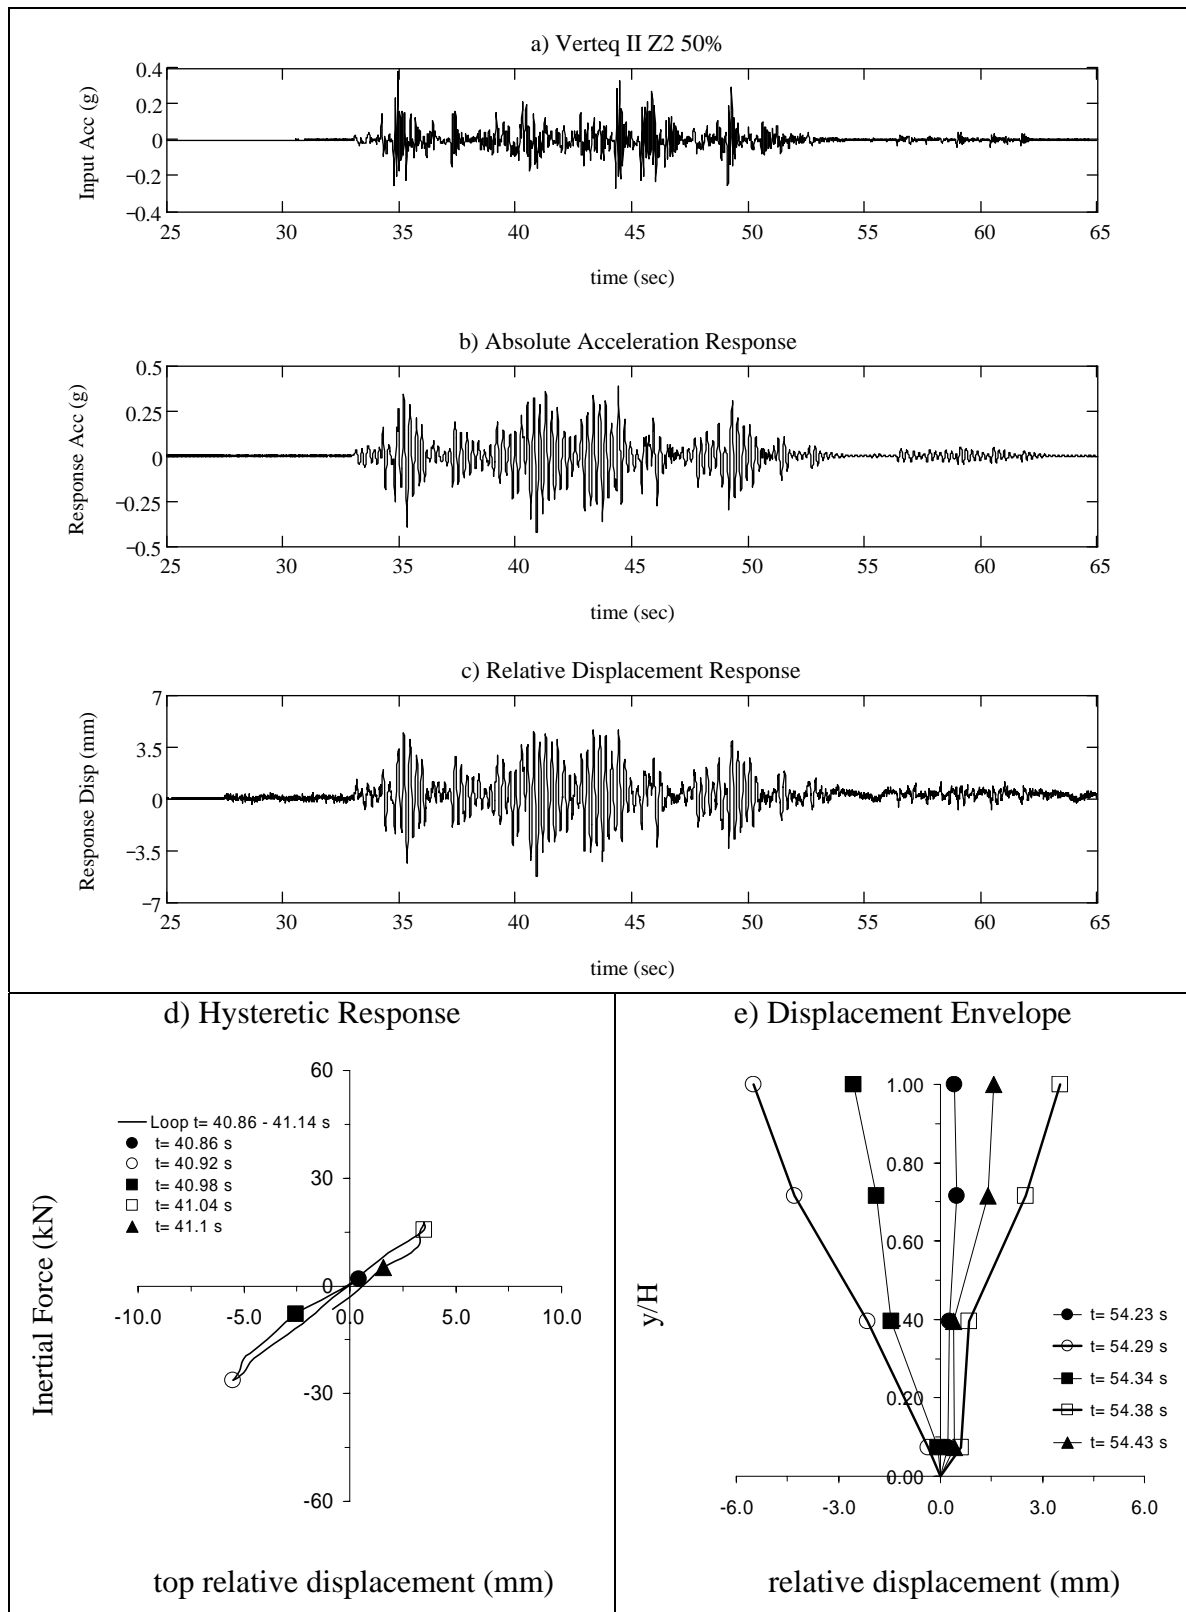 a) Verteq II Z2 50%
0.4
0.2
0
−0.2
−0.4
Input Acc (g)
25 30 35 40 45 50 55 60 65
time (sec)
b) Absolute Acceleration Response
0.5
0.25
0
−0.25
−0.5
Response Acc (g)
25 30 35 40 45 50 55 60 65
time (sec)
c) Relative Displacement Response
7
3.5
0
−3.5
−7
Response Disp (mm)
25 30 35 40 45 50 55 60 65
time (sec)
d) Hysteretic Response
60
30
0
-30
-60
Loop t= 40.86 - 41.14 s
t= 40.86 s
t= 40.92 s
t= 40.98 s
t= 41.04 s
t= 41.1 s
-10.0 -5.0 0.0 5.0 10.0
Inertial Force (kN)
top relative displacement (mm)
e) Displacement Envelope
1.00
0.80
0.60
0.40
0.20
0.00
y/H
t= 54.23 s
t= 54.29 s
t= 54.34 s
t= 54.38 s
t= 54.43 s
-6.0 -3.0 0.0 3.0 6.0
relative displacement (mm)